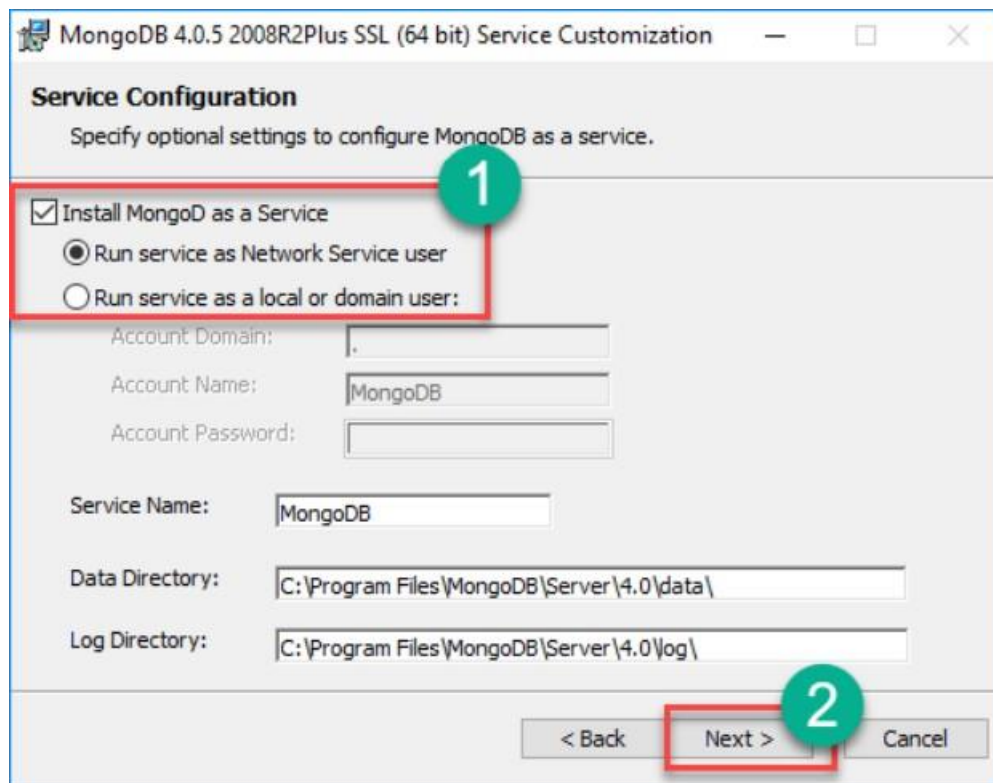 MongoDB 4.0.5 2008R2Plus SSL (64 bit) Service Customization
Service Configuration
Specify optional settings to configure MongoDB as a service.
1
Install MongoD as a Service
Run service as Network Service user
Run service as a local or domain user:
Account Domain: .
Account Name: MongoDB
Account Password:
Service Name: MongoDB
Data Directory: C:\Program Files\MongoDB\Server\4.0\data\
Log Directory: C:\Program Files\MongoDB\Server\4.0\log\
2
< Back Next > Cancel